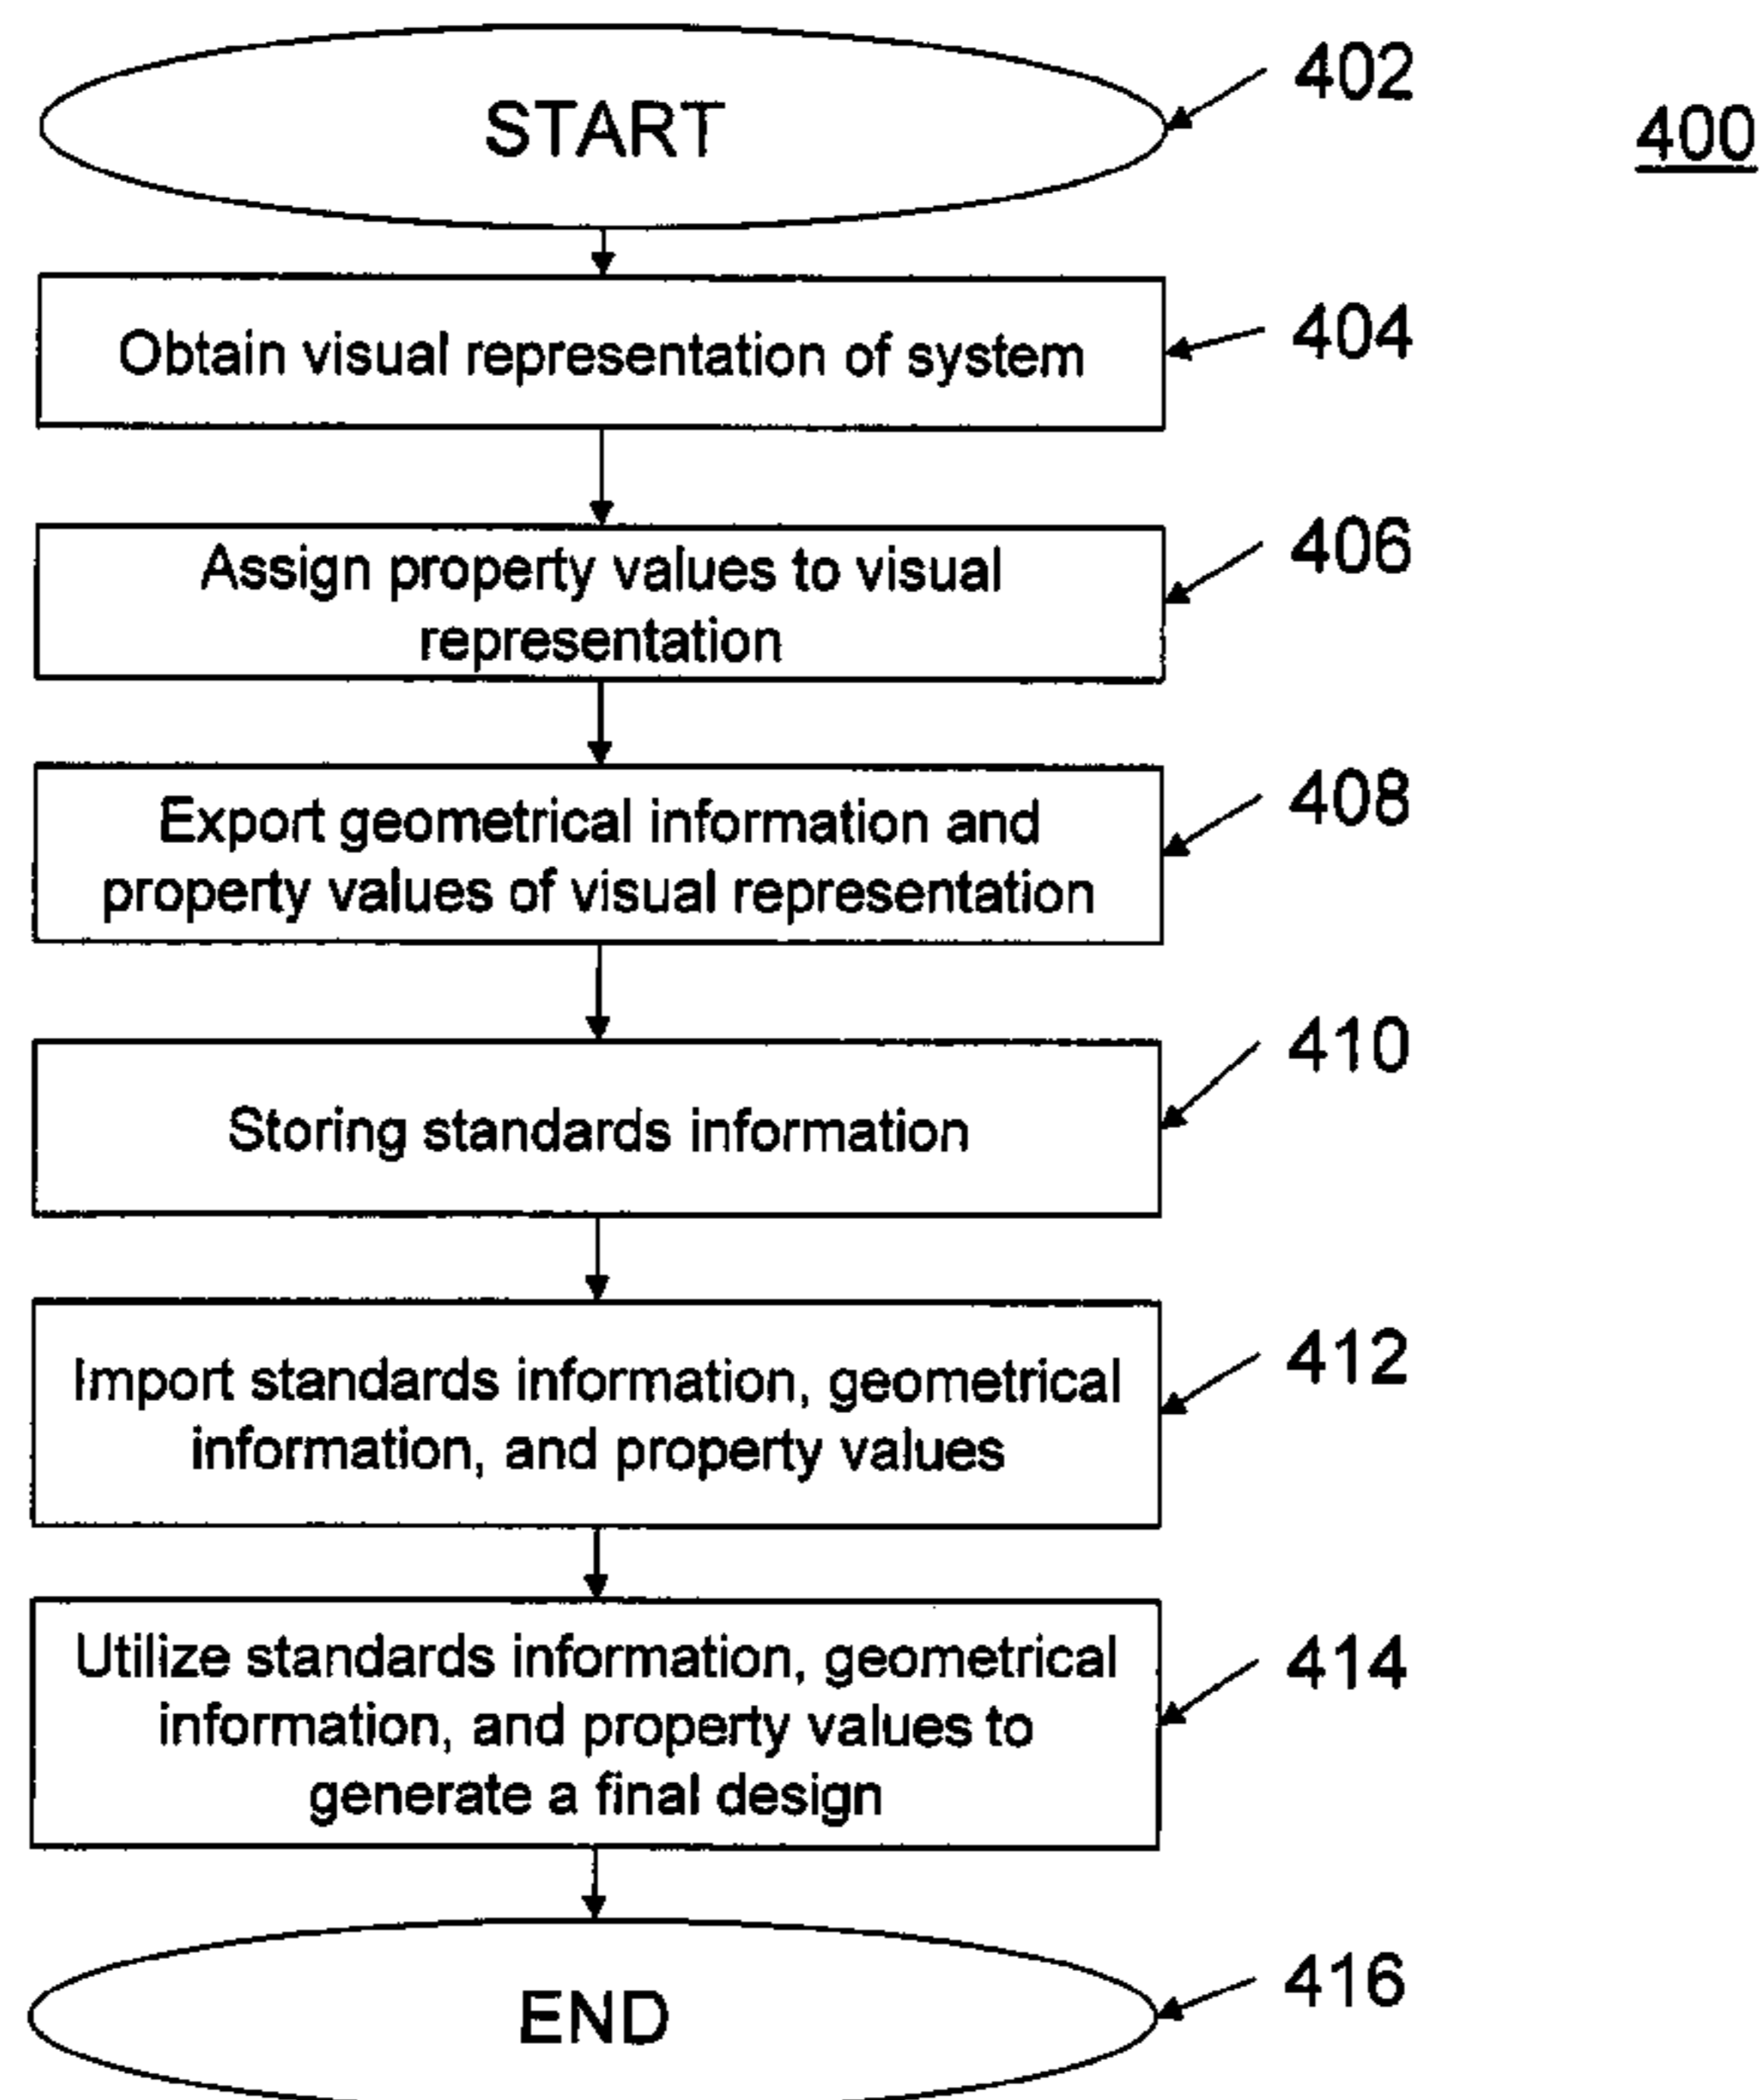 START
402
400
Obtain visual representation of system
404
Assign property values to visual
representation
406
Export geometrical information and
property values of visual representation
408
Storing standards information
410
Import standards information, geometrical
information, and property values
412
Utilize standards information, geometrical
information, and property values to
generate a final design
414
END
416